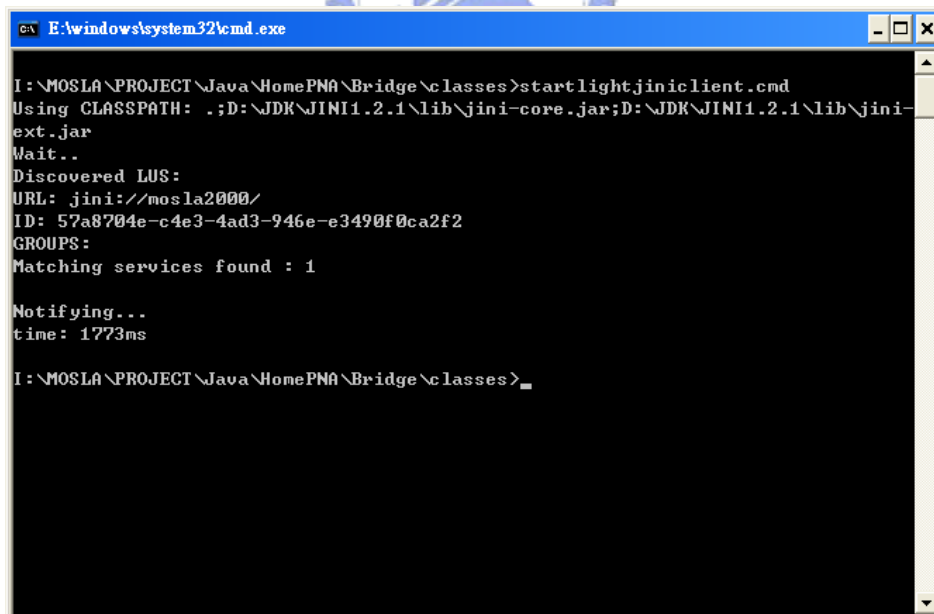 E:\windows\system32\cmd.exe
I:\MOSLA\PROJECT\Java\HomePNA\Bridge\classes>startlightjiniclient.cmd
Using CLASSPATH: .;D:\JDK\JINI1.2.1\lib\jini-core.jar;D:\JDK\JINI1.2.1\lib\jini-
ext.jar
Wait..
Discovered LUS:
URL: jini://mosla2000/
ID: 57a8704e-c4e3-4ad3-946e-e3490f0ca2f2
GROUPS:
Matching services found : 1
Notifying...
time: 1773ms
I:\MOSLA\PROJECT\Java\HomePNA\Bridge\classes>_